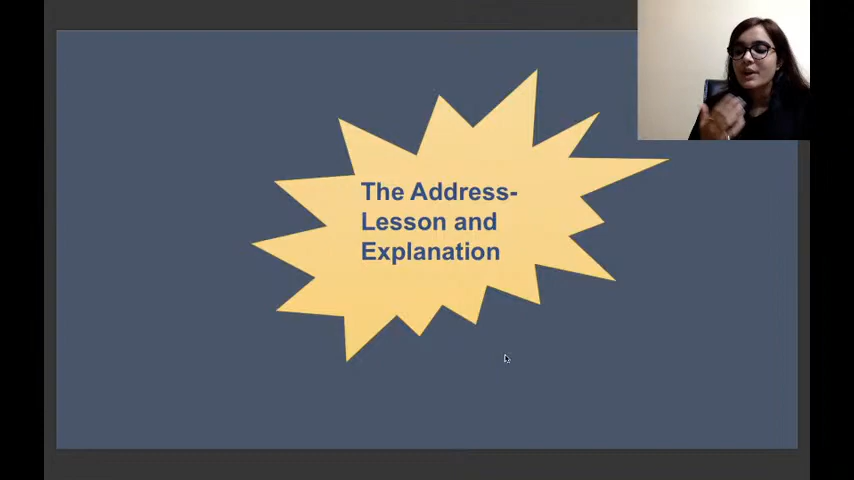 The Address-
Lesson and
Explanation